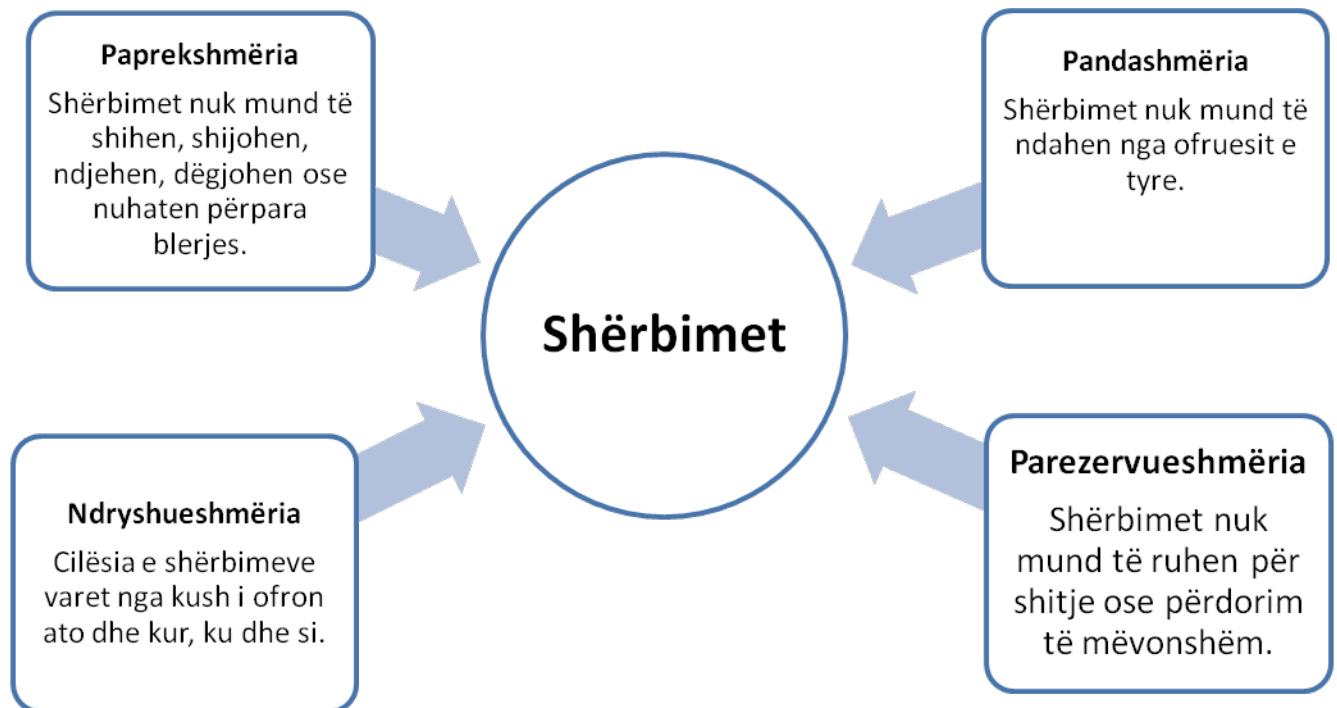 Paprekshmëria
Shërbimet nuk mund të
shihen, shijohen,
ndjehen, dëgjohen ose
nuhaten përpara
blerjes.
Pandashmëria
Shërbimet nuk mund të
ndahen nga ofruesit e
tyre.
Shërbimet
Ndryshueshmëria
Cilësia e shërbimeve
varet nga kush i ofron
ato dhe kur, ku dhe si.
Parezervueshmëria
Shërbimet nuk
mund të ruhen për
shitje ose përdorim
të mëvonshëm.